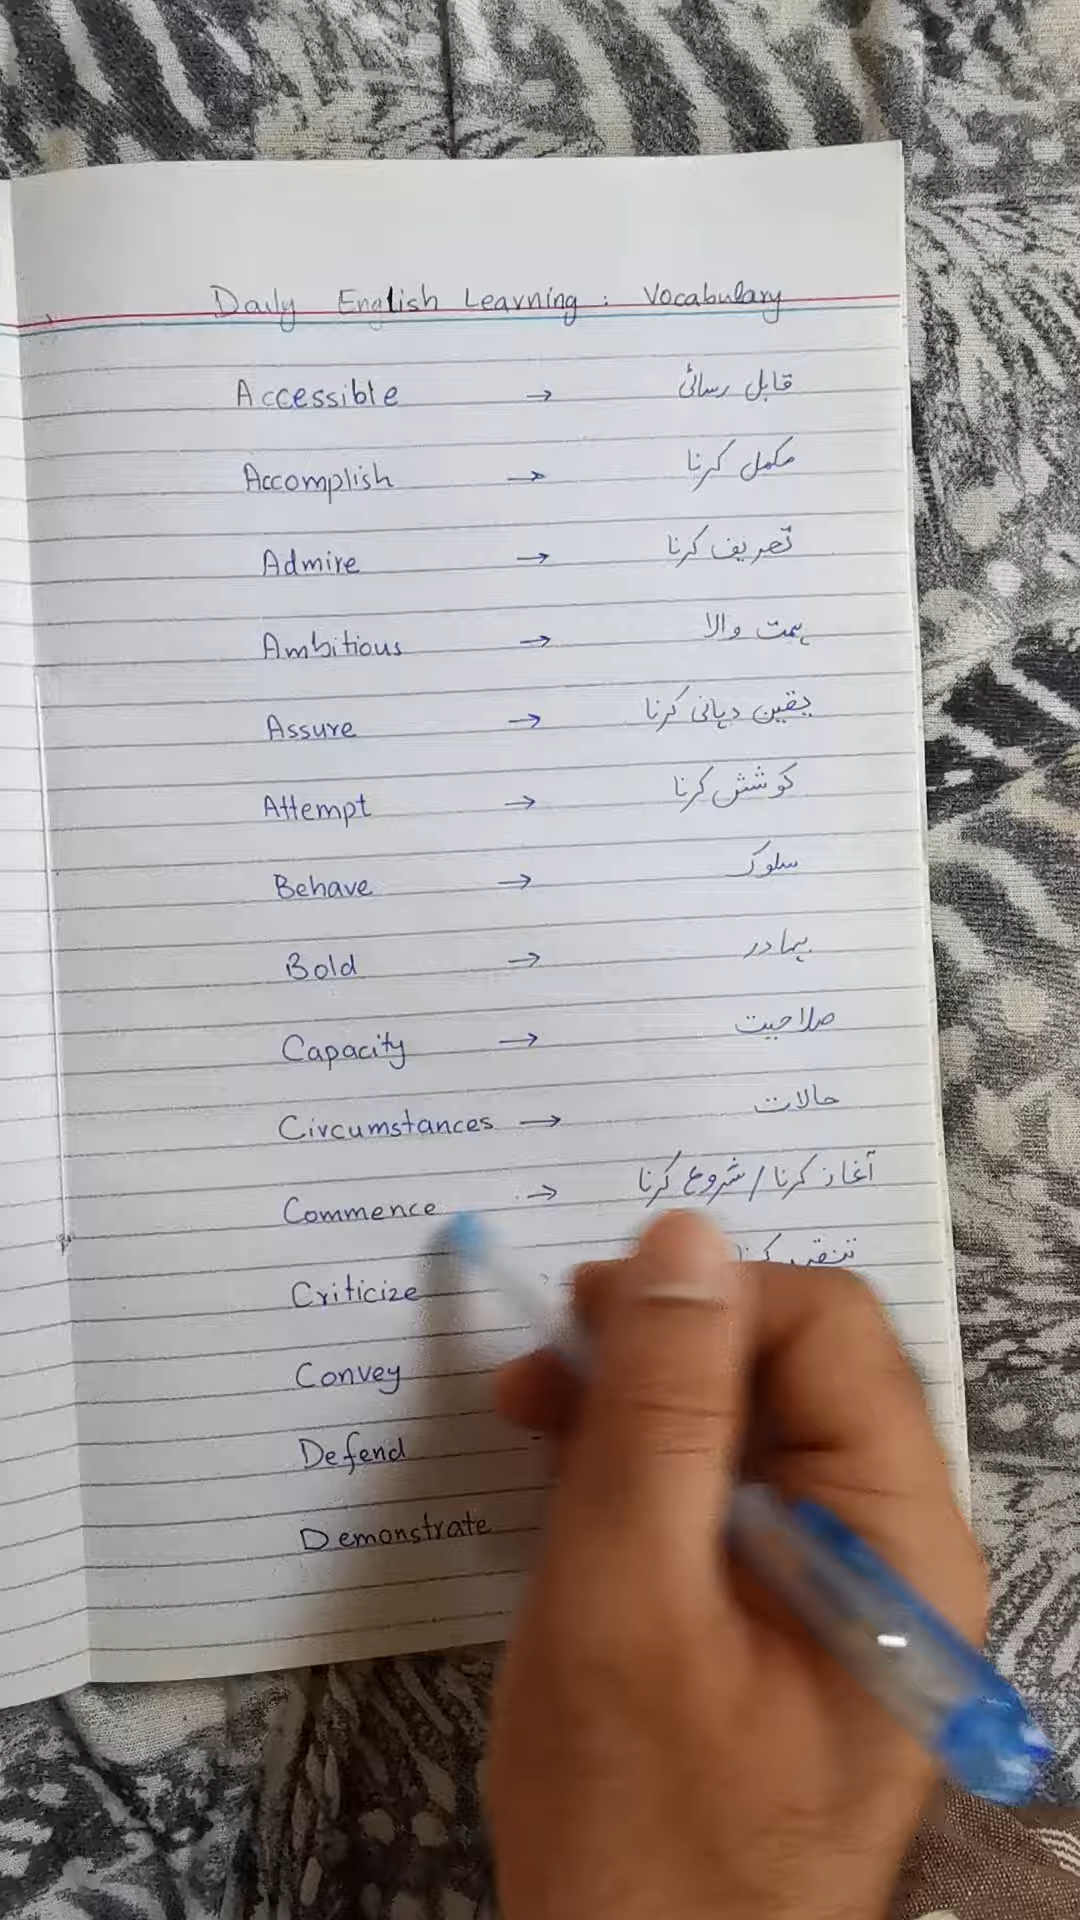 Daily English Learning : Vocabulary
Accessible → قابل رسائی
Accomplish → مکمل کرنا
Admire → تعریف کرنا
Ambitious → ہمت والا
Assure → یقین دہانی کرنا
Attempt → کوشش کرنا
Behave → سلوک
Bold → بہادر
Capacity → صلاحیت
Circumstances → حالات
Commence → آغاز کرنا / شروع کرنا
Criticize
Convey
Defend
Demonstrate